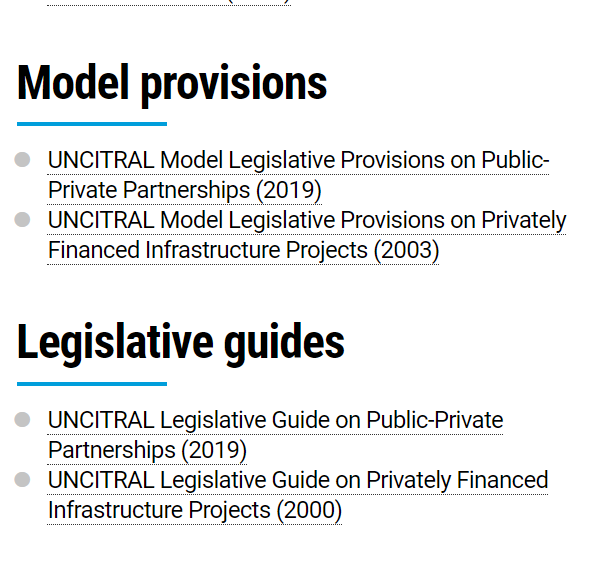 Model provisions
UNCITRAL Model Legislative Provisions on Public-
Private Partnerships (2019)
UNCITRAL Model Legislative Provisions on Privately
Financed Infrastructure Projects (2003)
Legislative guides
UNCITRAL Legislative Guide on Public-Private
Partnerships (2019)
UNCITRAL Legislative Guide on Privately Financed
Infrastructure Projects (2000)